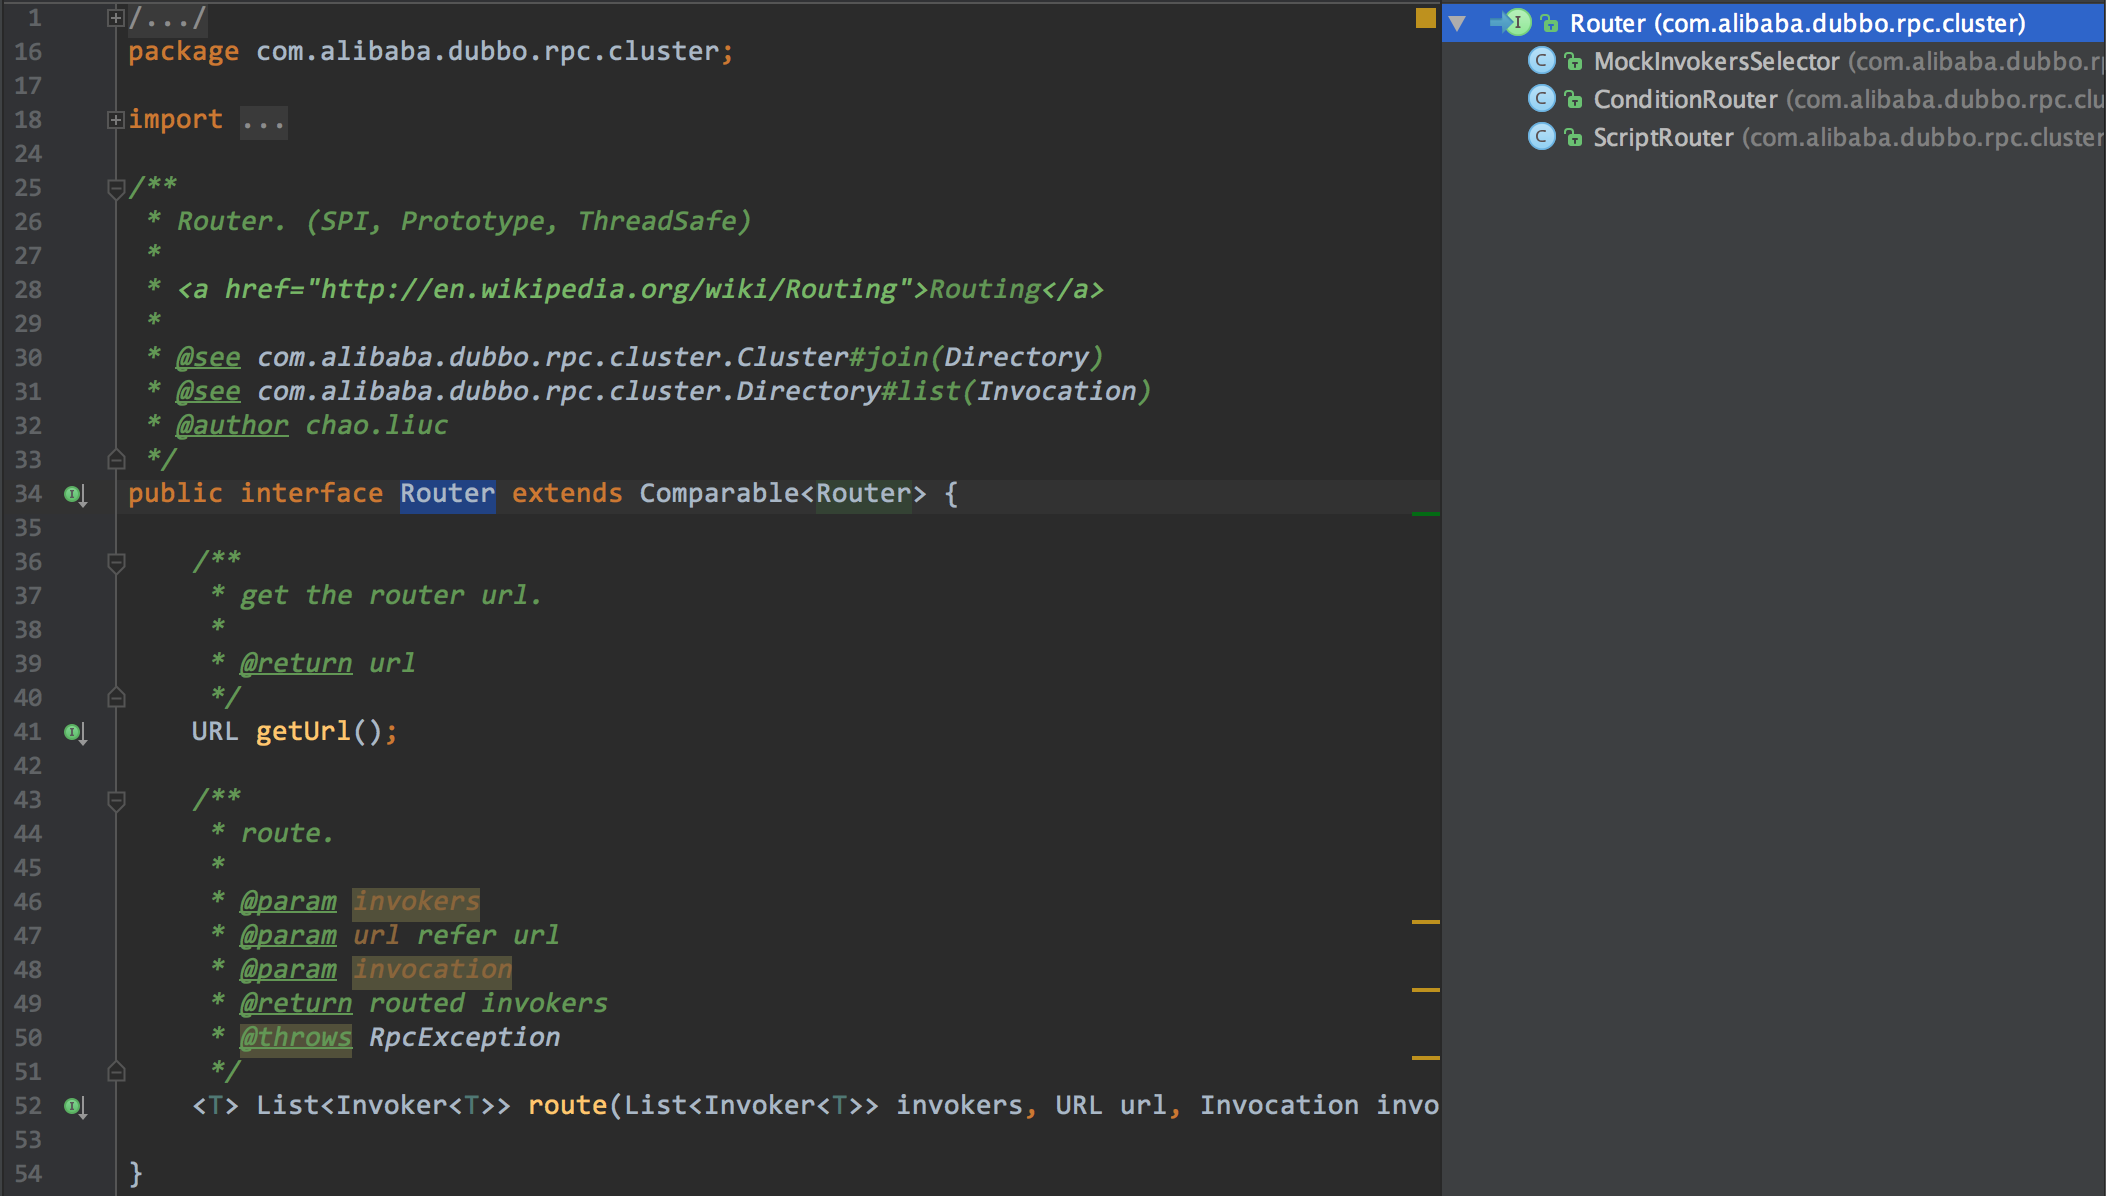 1 /.../
16 package com.alibaba.dubbo.rpc.cluster;
17
18 import ...
24
25 /**
26 * Router. (SPI, Prototype, ThreadSafe)
27 *
28 * <a href="http://en.wikipedia.org/wiki/Routing">Routing</a>
29 *
30 * @see com.alibaba.dubbo.rpc.cluster.Cluster#join(Directory)
31 * @see com.alibaba.dubbo.rpc.cluster.Directory#list(Invocation)
32 * @author chao.liuc
33 */
34 public interface Router extends Comparable<Router> {
35
36 /**
37 * get the router url.
38 *
39 * @return url
40 */
41 URL getUrl();
42
43 /**
44 * route.
45 *
46 * @param invokers
47 * @param url refer url
48 * @param invocation
49 * @return routed invokers
50 * @throws RpcException
51 */
52 <T> List<Invoker<T>> route(List<Invoker<T>> invokers, URL url, Invocation invo
53
54 }
Router (com.alibaba.dubbo.rpc.cluster)
MockInvokersSelector (com.alibaba.dubbo.r
ConditionRouter (com.alibaba.dubbo.rpc.clu
ScriptRouter (com.alibaba.dubbo.rpc.cluster